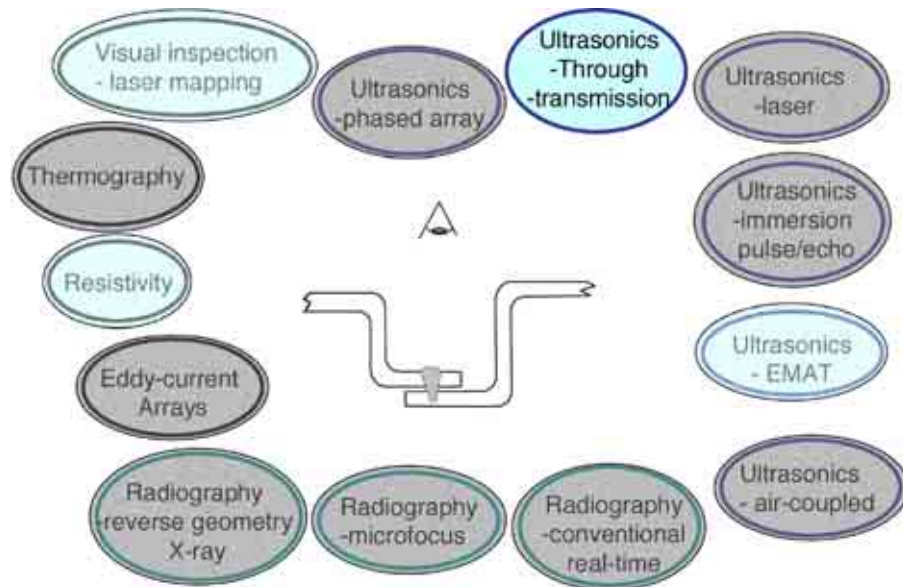 Visual inspection
- laser mapping
Ultrasonics
-phased array
Ultrasonics
-Through
-transmission
Ultrasonics
-laser
Thermography
Ultrasonics
-immersion
pulse/echo
Resistivity
Ultrasonics
- EMAT
Eddy-current
Arrays
Ultrasonics
- air-coupled
Radiography
-reverse geometry
X-ray
Radiography
-microfocus
Radiography
-conventional
real-time